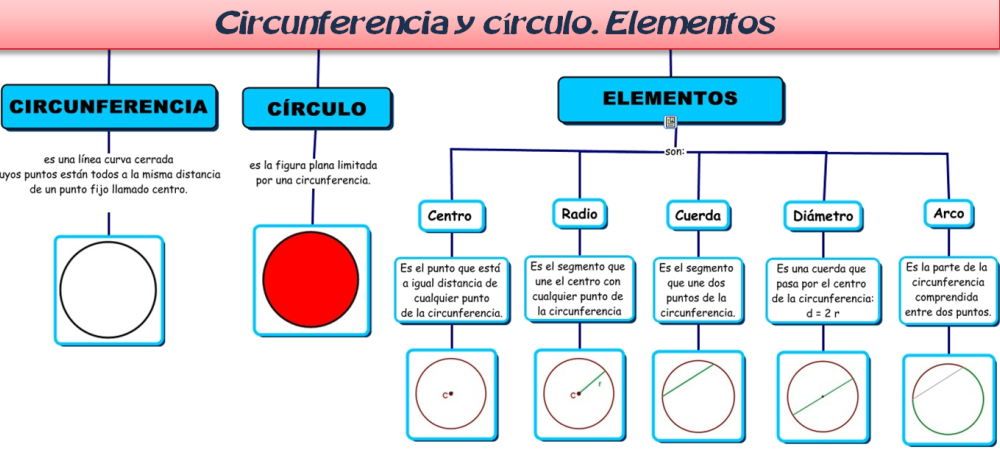 Circunferencia y círculo. Elementos
CIRCUNFERENCIA
es una línea curva cerrada
uyos puntos están todos a la misma distancia
de un punto fijo llamado centro.
CÍRCULO
es la figura plana limitada
por una circunferencia.
ELEMENTOS
son:
Centro
Es el punto que está
a igual distancia de
cualquier punto
de la circunferencia.
C
Radio
Es el segmento que
une el centro con
cualquier punto de
la circunferencia
C
r
Cuerda
Es el segmento
que une dos
puntos de la
circunferencia.
Diámetro
Es una cuerda que
pasa por el centro
de la circunferencia:
d = 2 r
Arco
Es la parte de la
circunferencia
comprendida
entre dos puntos.